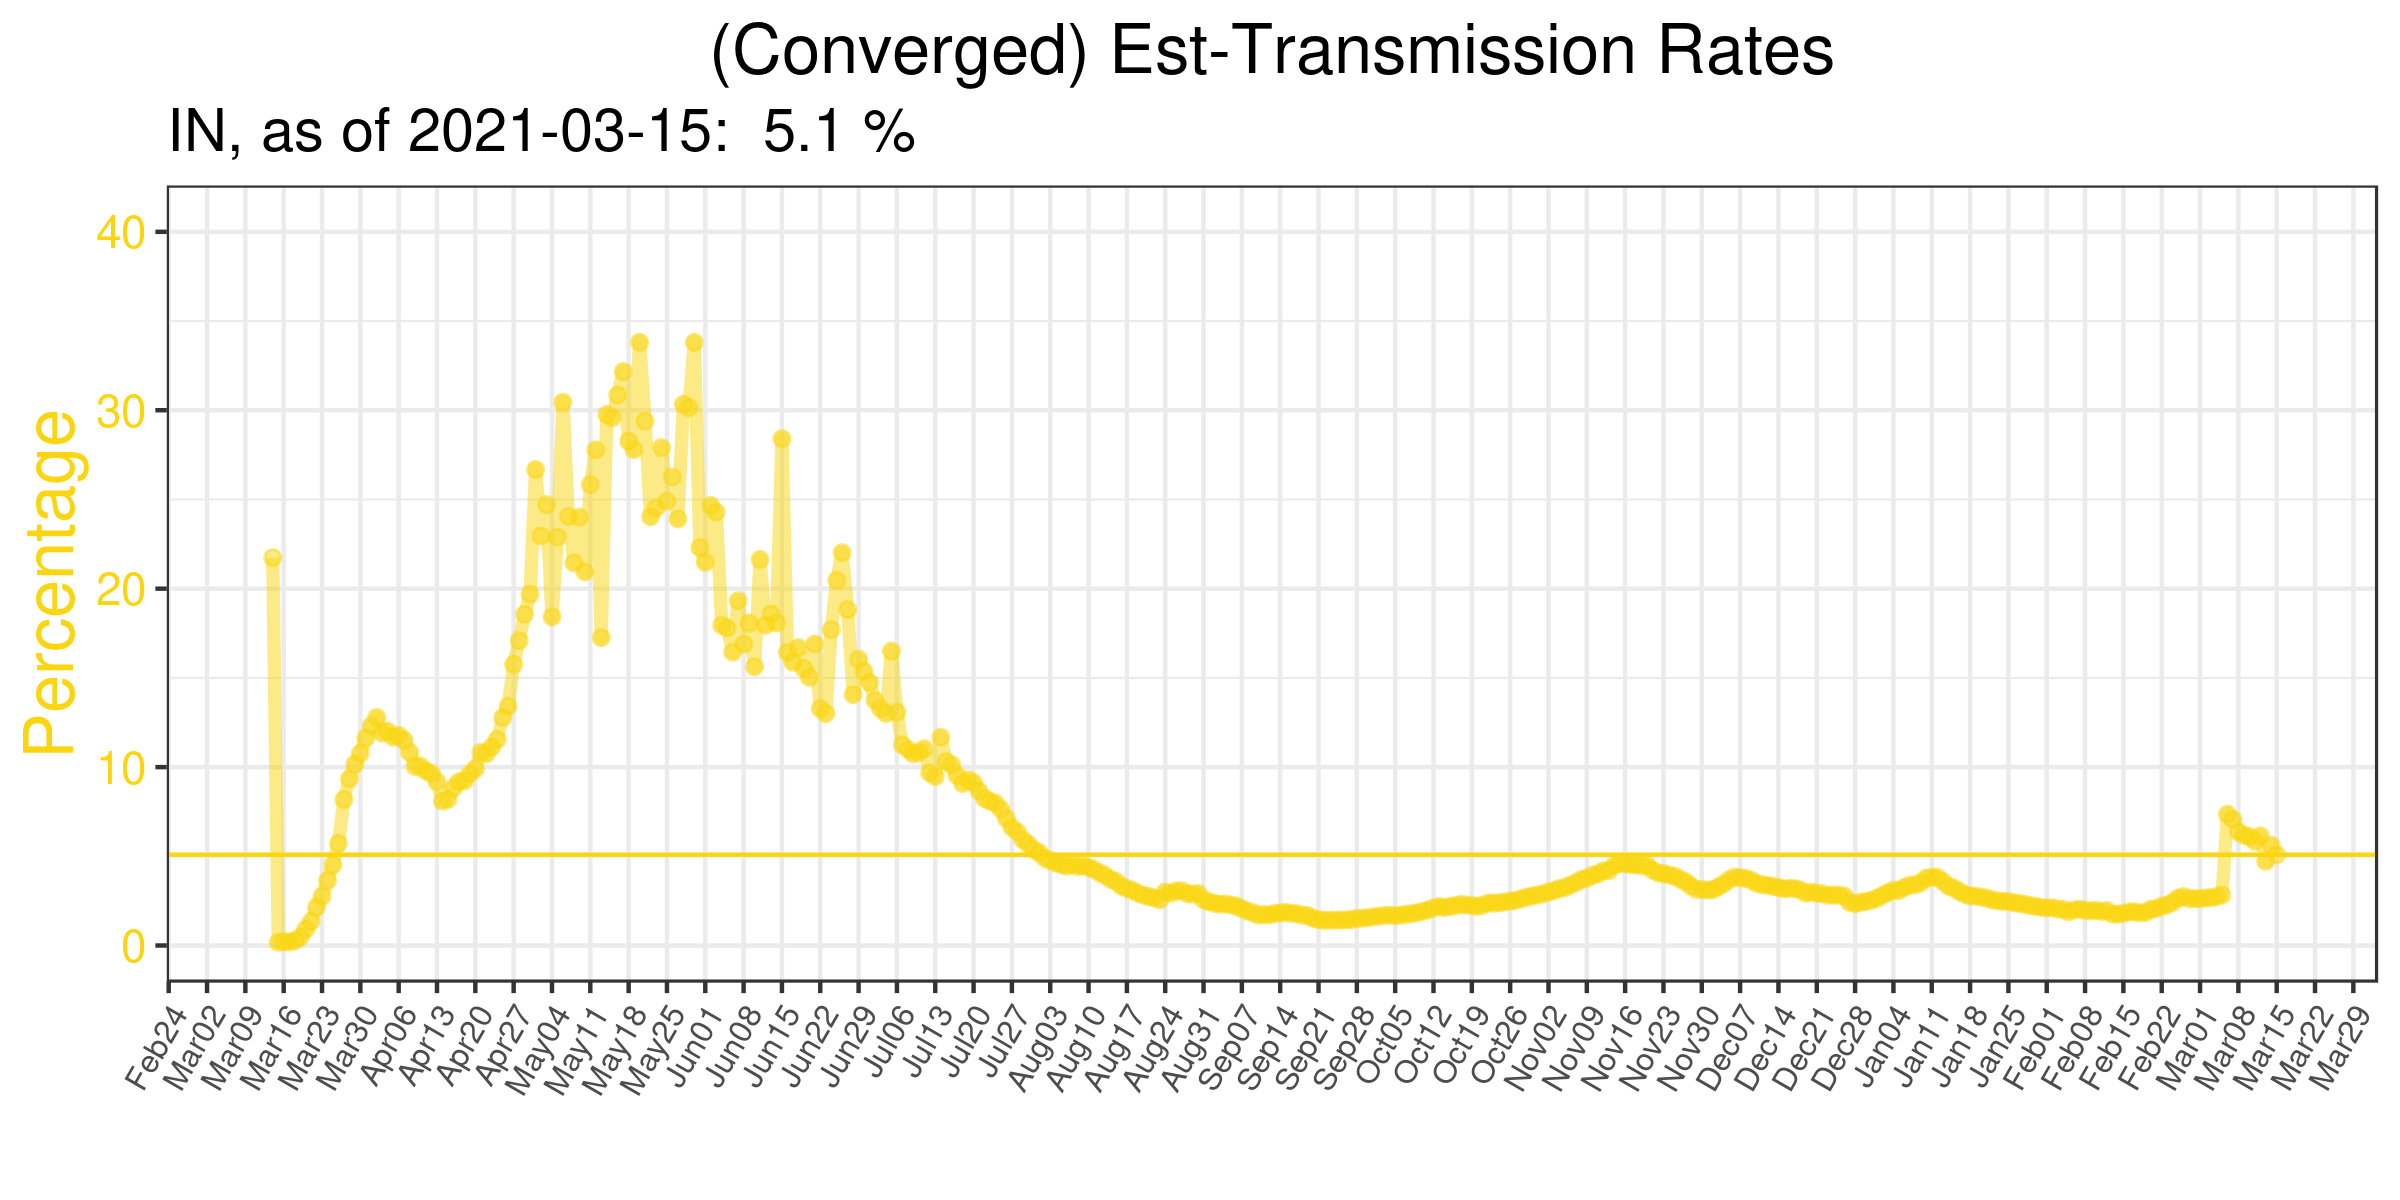 (Converged) Est-Transmission Rates
IN, as of 2021-03-15:  5.1 %
Percentage
40
30
20
10
0
Feb24
Mar02
Mar09
Mar16
Mar23
Mar30
Apr06
Apr13
Apr20
Apr27
May04
May11
May18
May25
Jun01
Jun08
Jun15
Jun22
Jun29
Jul06
Jul13
Jul20
Jul27
Aug03
Aug10
Aug17
Aug24
Aug31
Sep07
Sep14
Sep21
Sep28
Oct05
Oct12
Oct19
Oct26
Nov02
Nov09
Nov16
Nov23
Nov30
Dec07
Dec14
Dec21
Dec28
Jan04
Jan11
Jan18
Jan25
Feb01
Feb08
Feb15
Feb22
Mar01
Mar08
Mar15
Mar22
Mar29